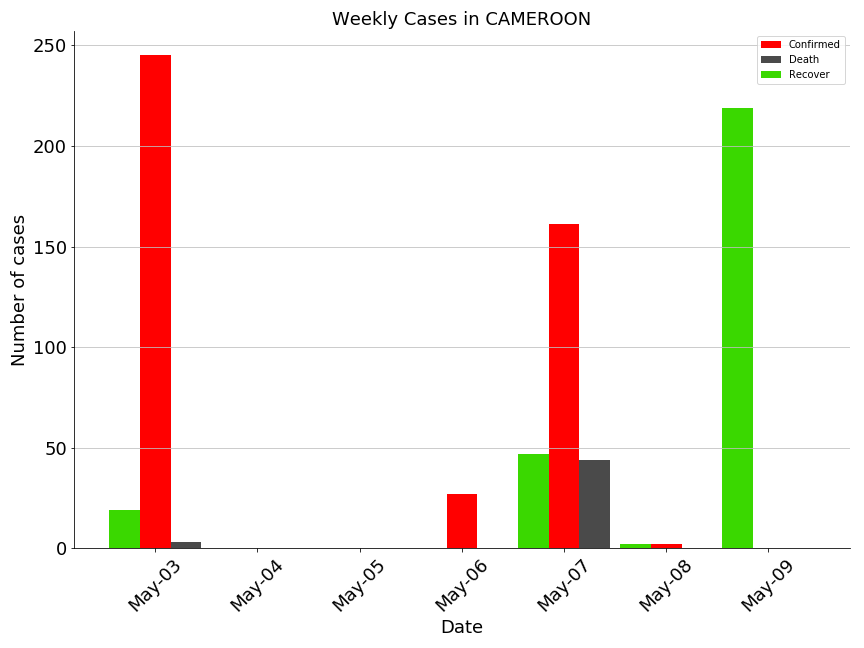 Weekly Cases in CAMEROON
Confirmed
Death
Recover
Number of cases
250
200
150
100
50
0
May-03
May-04
May-05
May-06
May-07
May-08
May-09
Date